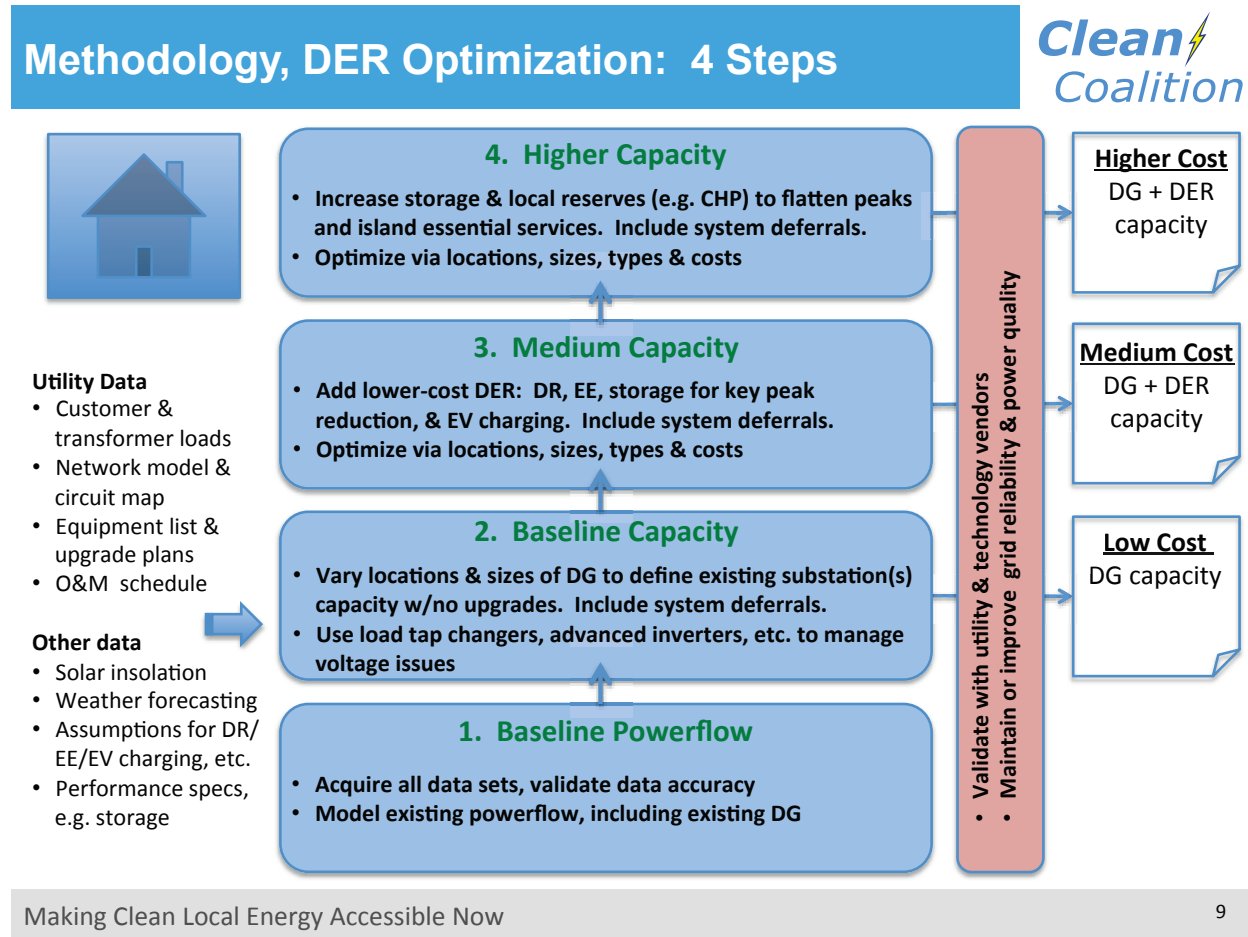 Methodology, DER Optimization: 4 Steps
Clean
Coalition
Utility Data
• Customer &
transformer loads
• Network model &
circuit map
• Equipment list &
upgrade plans
• O&M schedule
Other data
• Solar insolation
• Weather forecasting
• Assumptions for DR/
EE/EV charging, etc.
• Performance specs,
e.g. storage
4. Higher Capacity
• Increase storage & local reserves (e.g. CHP) to flatten peaks
and island essential services. Include system deferrals.
• Optimize via locations, sizes, types & costs
3. Medium Capacity
• Add lower-cost DER: DR, EE, storage for key peak
reduction, & EV charging. Include system deferrals.
• Optimize via locations, sizes, types & costs
2. Baseline Capacity
• Vary locations & sizes of DG to define existing substation(s)
capacity w/no upgrades. Include system deferrals.
• Use load tap changers, advanced inverters, etc. to manage
voltage issues
1. Baseline Powerflow
• Acquire all data sets, validate data accuracy
• Model existing powerflow, including existing DG
• Validate with utility & technology vendors
• Maintain or improve grid reliability & power quality
Higher Cost
DG + DER
capacity
Medium Cost
DG + DER
capacity
Low Cost
DG capacity
Making Clean Local Energy Accessible Now
9